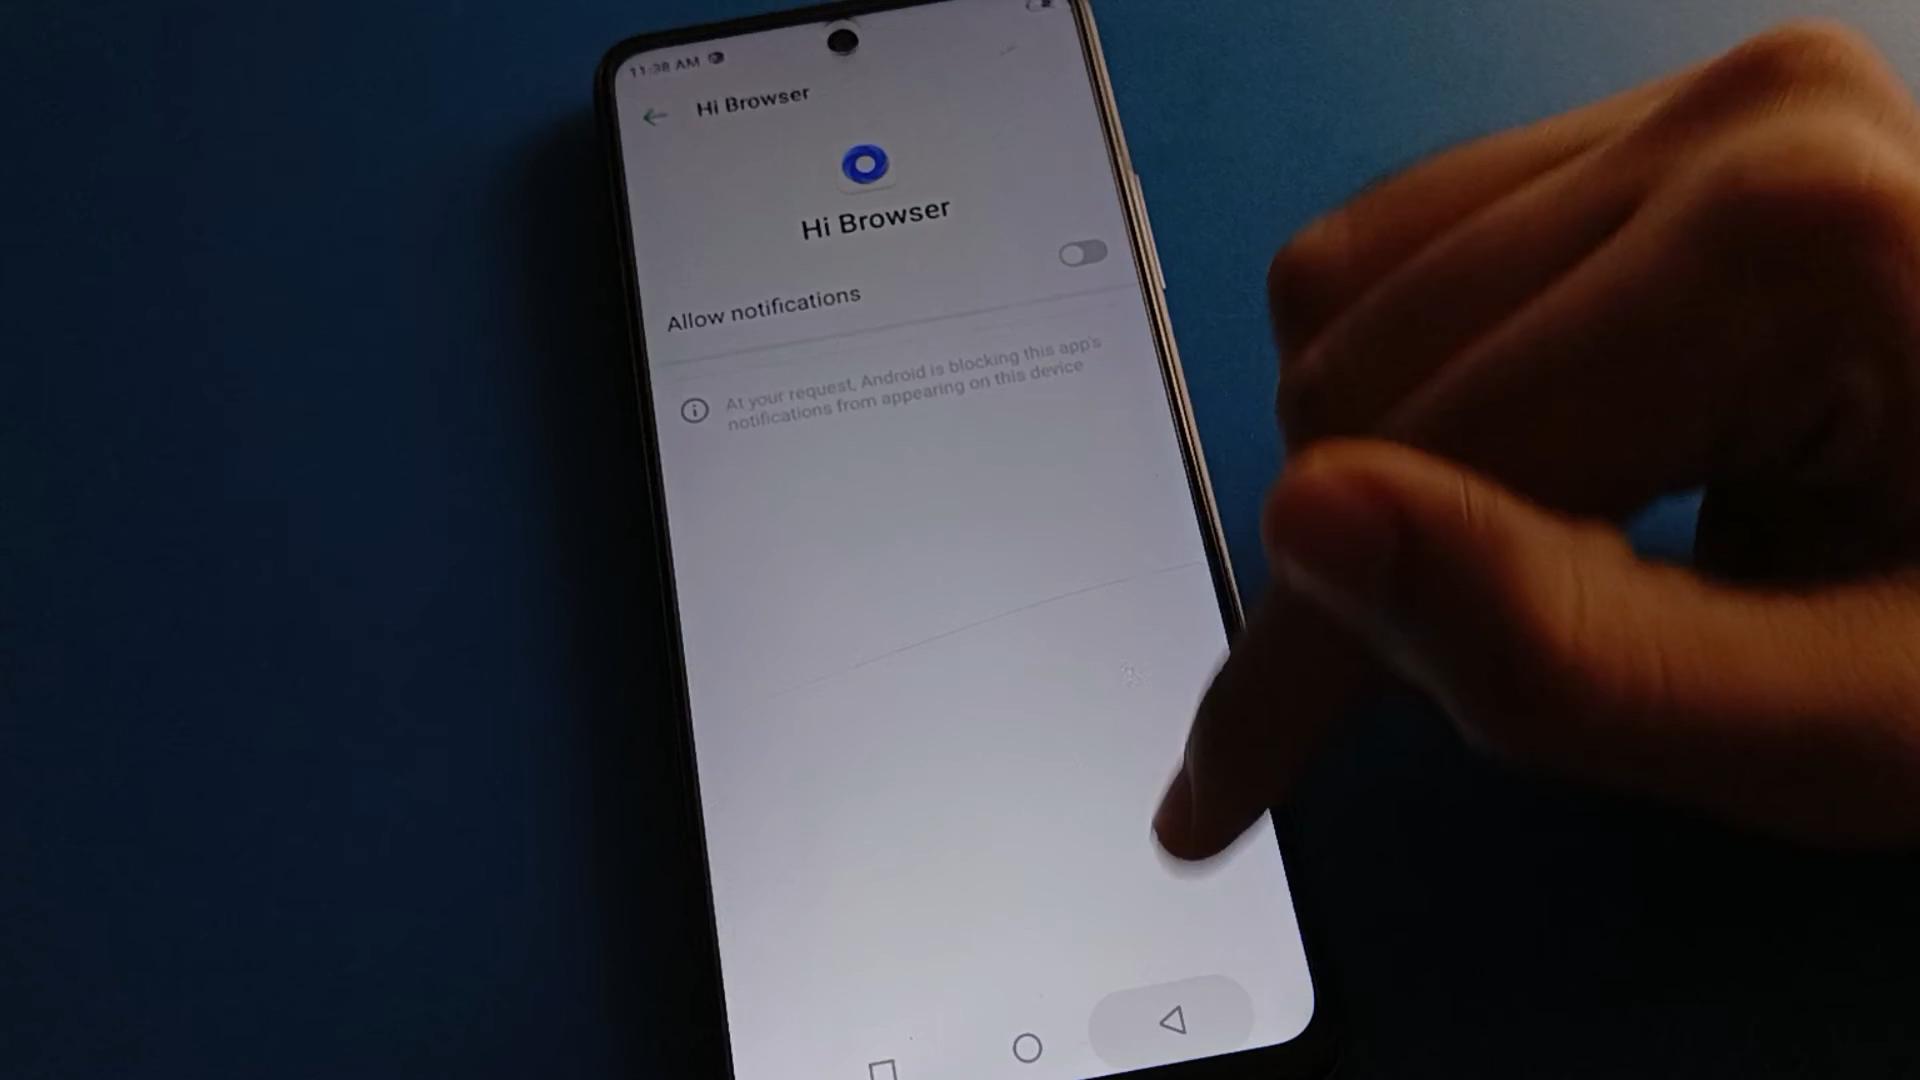 11:38 AM
Hi Browser
Hi Browser
Allow notifications
At your request, Android is blocking this app's
notifications from appearing on this device